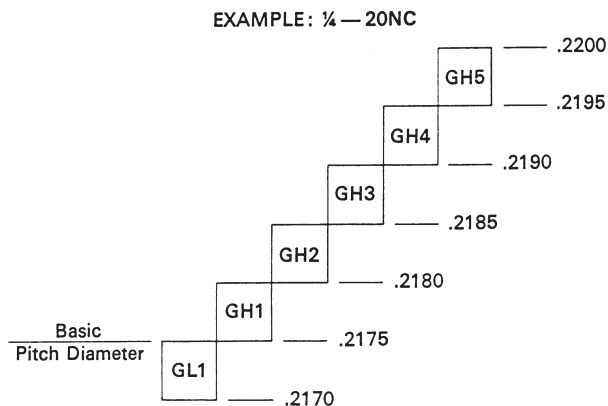 EXAMPLE: ¼ — 20NC
.2200
GH5
.2195
GH4
.2190
GH3
.2185
GH2
.2180
GH1
Basic
.2175
Pitch Diameter
GL1
.2170